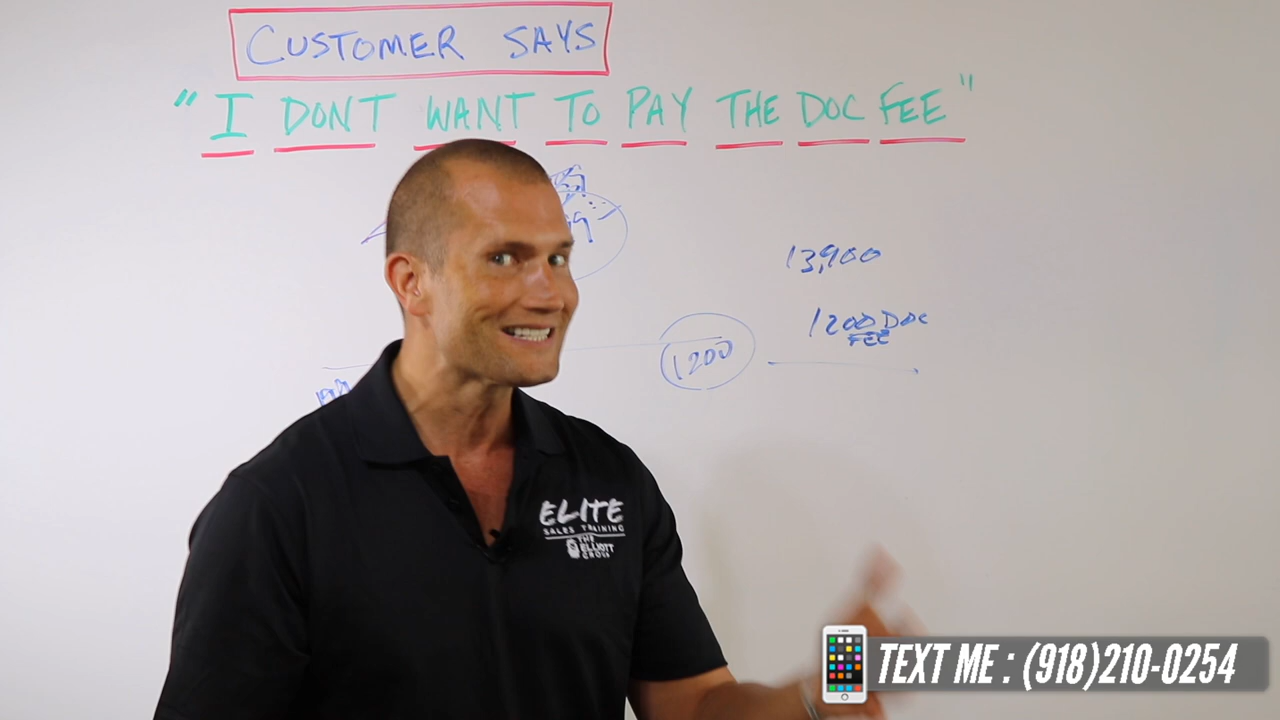 CUSTOMER SAYS
"I DONT WANT TO PAY THE DOC FEE"
13,900
1200 DOC
FEE
1200
ELITE
SALES TRAINING
THE
ELLIOTT
GROUP
TEXT ME : (918)210-0254